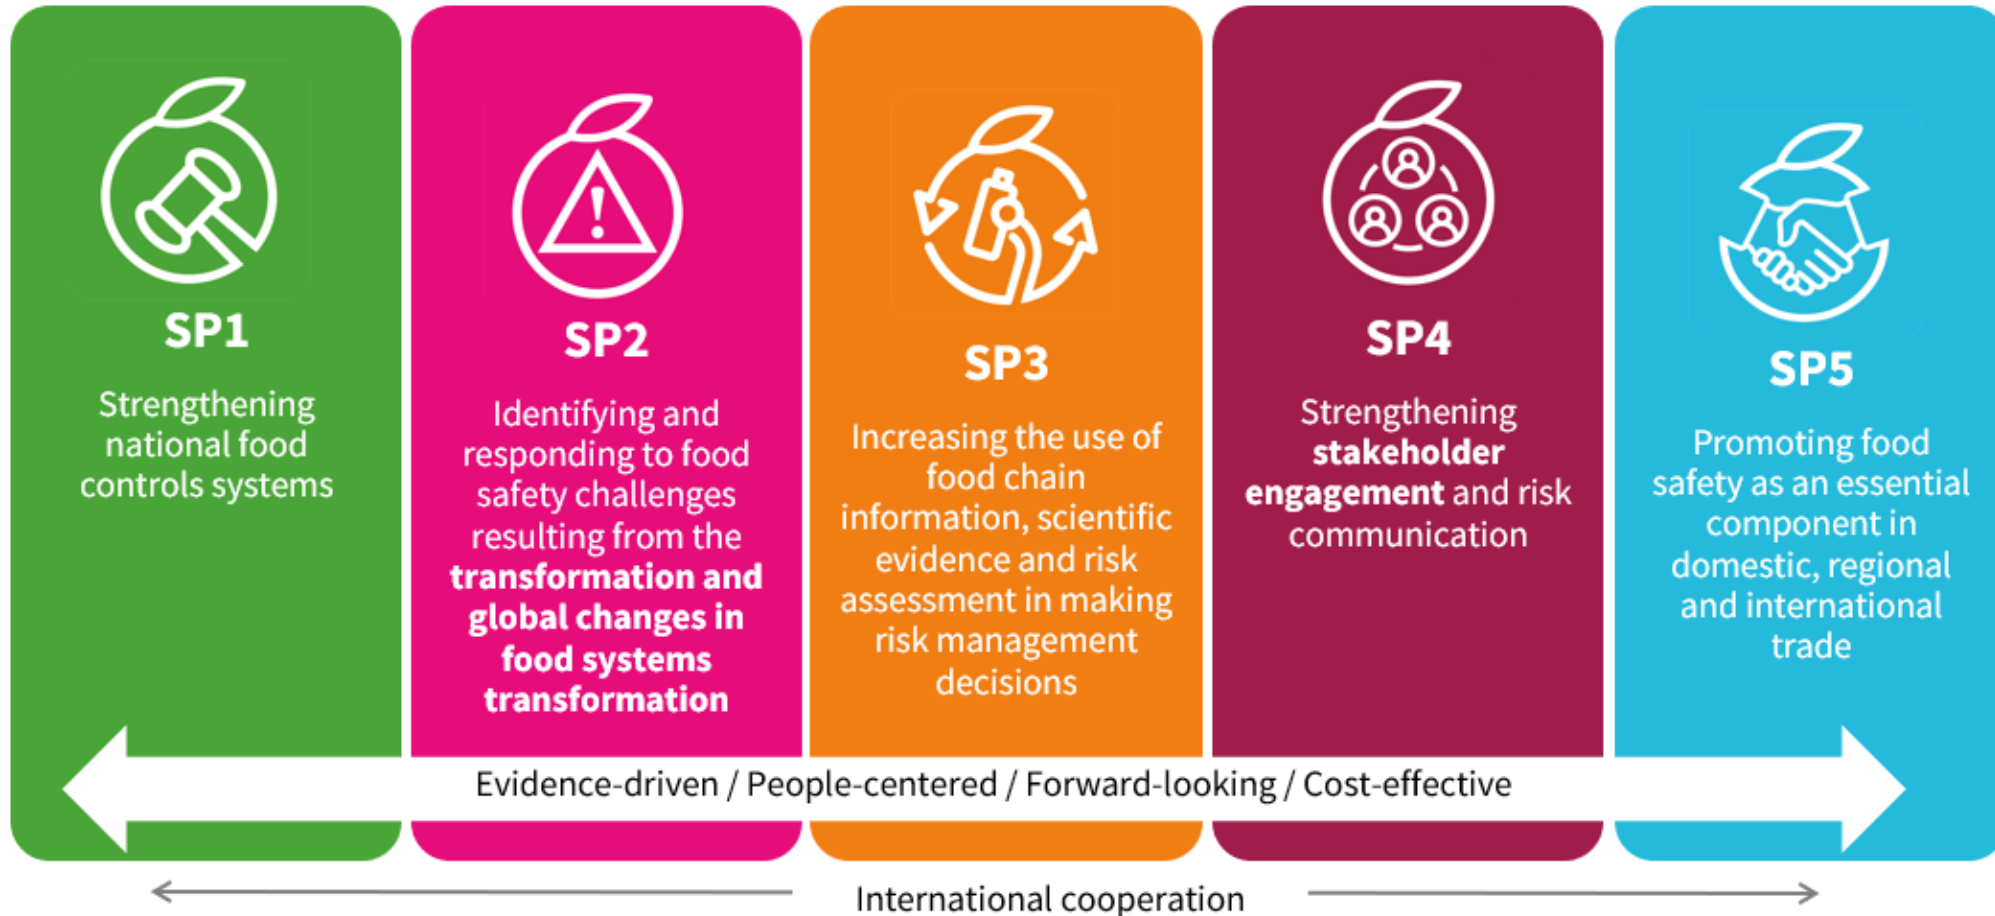 SP1
Strengthening
national food
controls systems
SP2
Identifying and
responding to food
safety challenges
resulting from the
transformation and
global changes in
food systems
transformation
SP3
Increasing the use of
food chain
information, scientific
evidence and risk
assessment in making
risk management
decisions
SP4
Strengthening
stakeholder
engagement and risk
communication
SP5
Promoting food
safety as an essential
component in
domestic, regional
and international
trade
Evidence-driven / People-centered / Forward-looking / Cost-effective
International cooperation